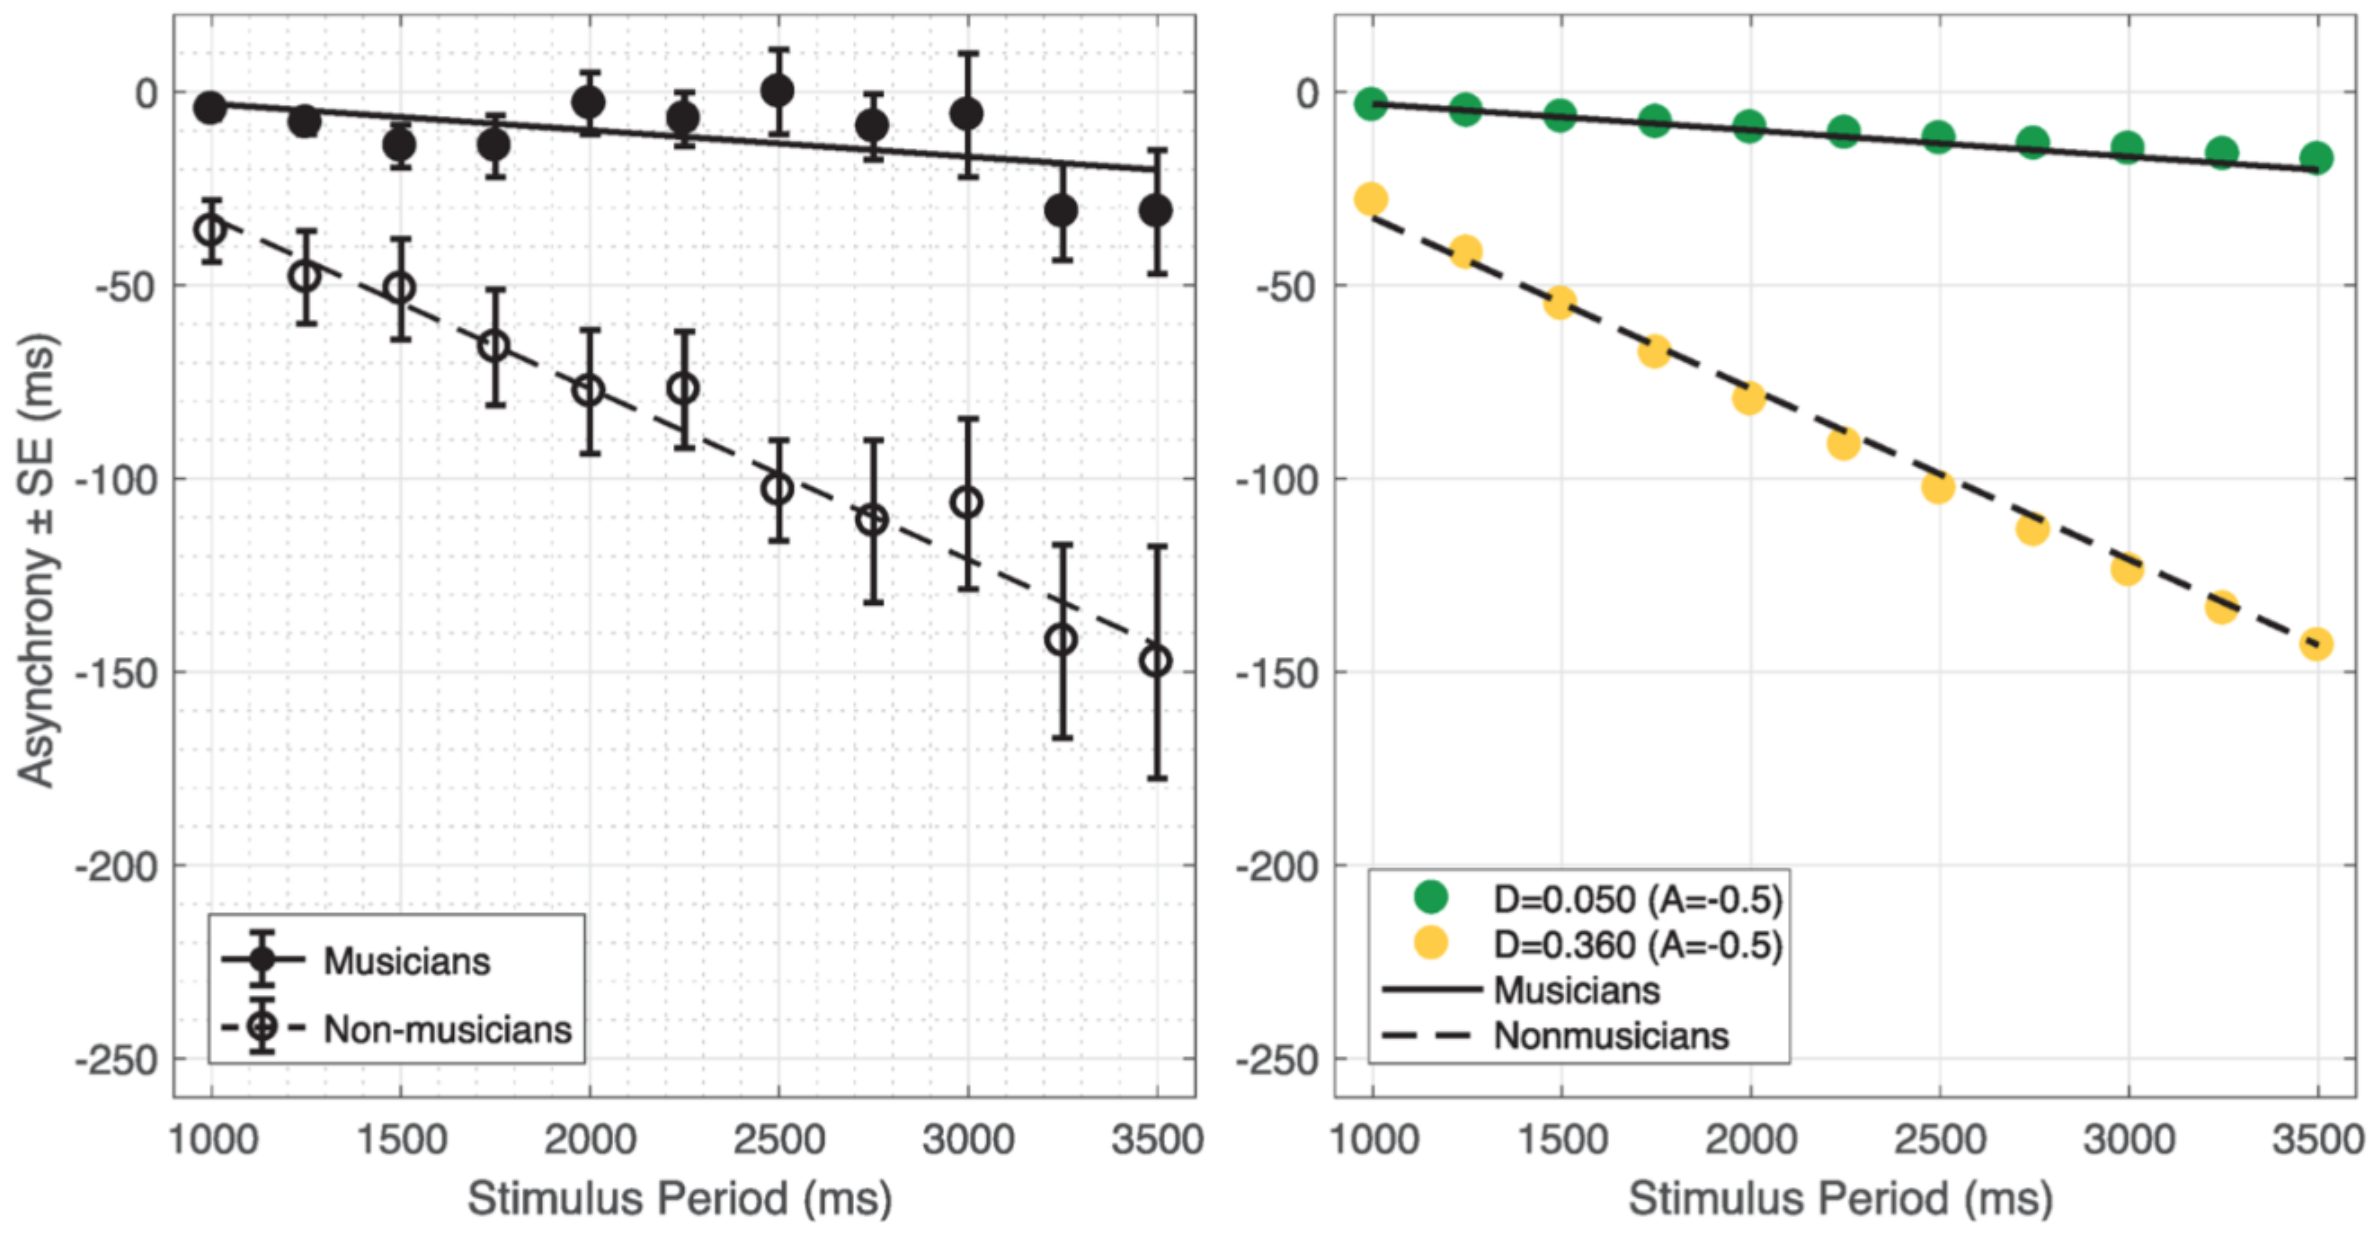 Asynchrony ± SE (ms)
0
-50
-100
-150
-200
-250
Musicians
Non-musicians
1000 1500 2000 2500 3000 3500
Stimulus Period (ms)
0
-50
-100
-150
-200
-250
D=0.050 (A=-0.5)
D=0.360 (A=-0.5)
Musicians
Nonmusicians
1000 1500 2000 2500 3000 3500
Stimulus Period (ms)